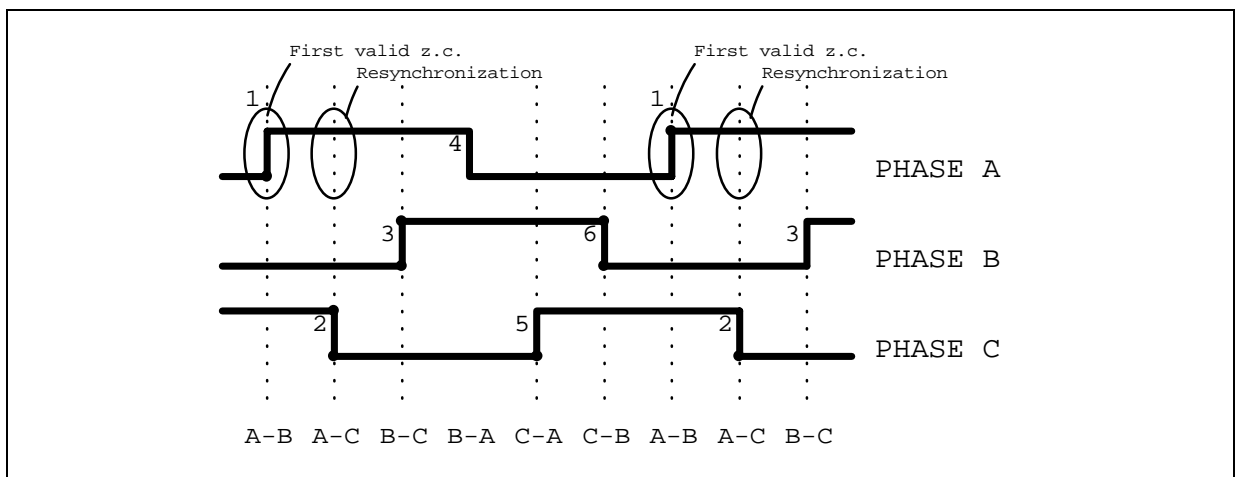 First valid z.c. First valid z.c.
Resynchronization Resynchronization
1 1
4
PHASE A
3 6 3
PHASE B
2 5 2
PHASE C
A-B A-C B-C B-A C-A C-B A-B A-C B-C